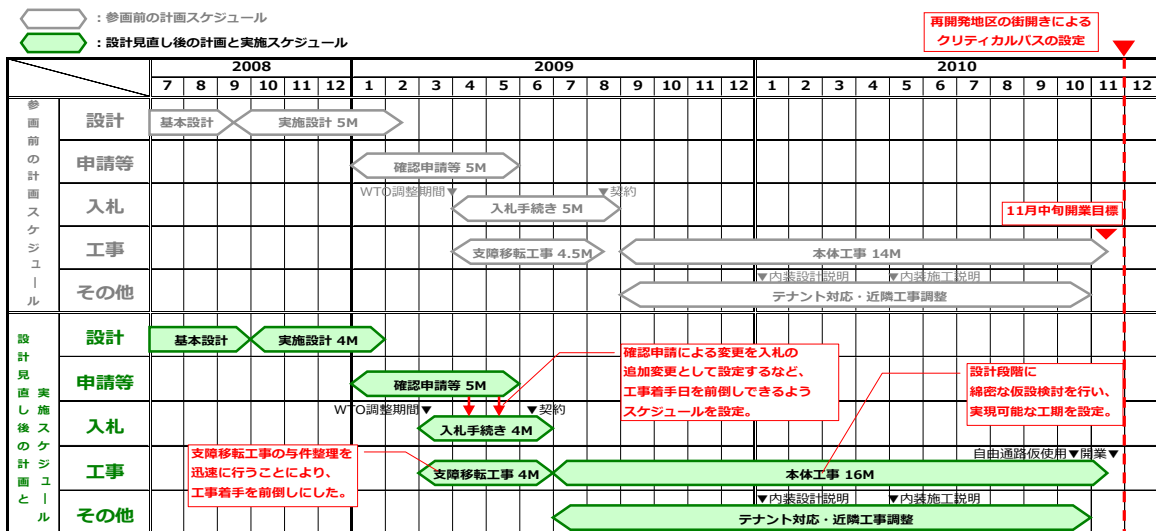 ：参画前の計画スケジュール
：設計見直し後の計画と実施スケジュール
再開発地区の街開きによる
クリティカルパスの設定
2008 2009 2010
7 8 9 10 11 12 1 2 3 4 5 6 7 8 9 10 11 12 1 2 3 4 5 6 7 8 9 10 11 12
参画前の計画スケジュール
設計
基本設計 実施設計 5M
申請等
確認申請等 5M
WTO調整期間▼ ▼契約
入札
入札手続き 5M
11月中旬開業目標
工事
支障移転工事 4.5M 本体工事 14M
▼内装設計説明 ▼内装施工説明
その他
テナント対応・近隣工事調整
設計見直し後の計画と
実施スケジュール
設計
基本設計 実施設計 4M
確認申請による変更を入札の
追加変更として設定するなど、
工事着手日を前倒しできるよう
スケジュールを設定。
設計段階に
綿密な仮設検討を行い、
実現可能な工期を設定。
申請等
確認申請等 5M
WTO調整期間▼ ▼契約
入札
入札手続き 4M
支障移転工事の与件整理を
迅速に行うことにより、
工事着手を前倒しにした。
自由通路仮使用▼開業▼
工事
支障移転工事 4M 本体工事 16M
▼内装設計説明 ▼内装施工説明
その他
テナント対応・近隣工事調整